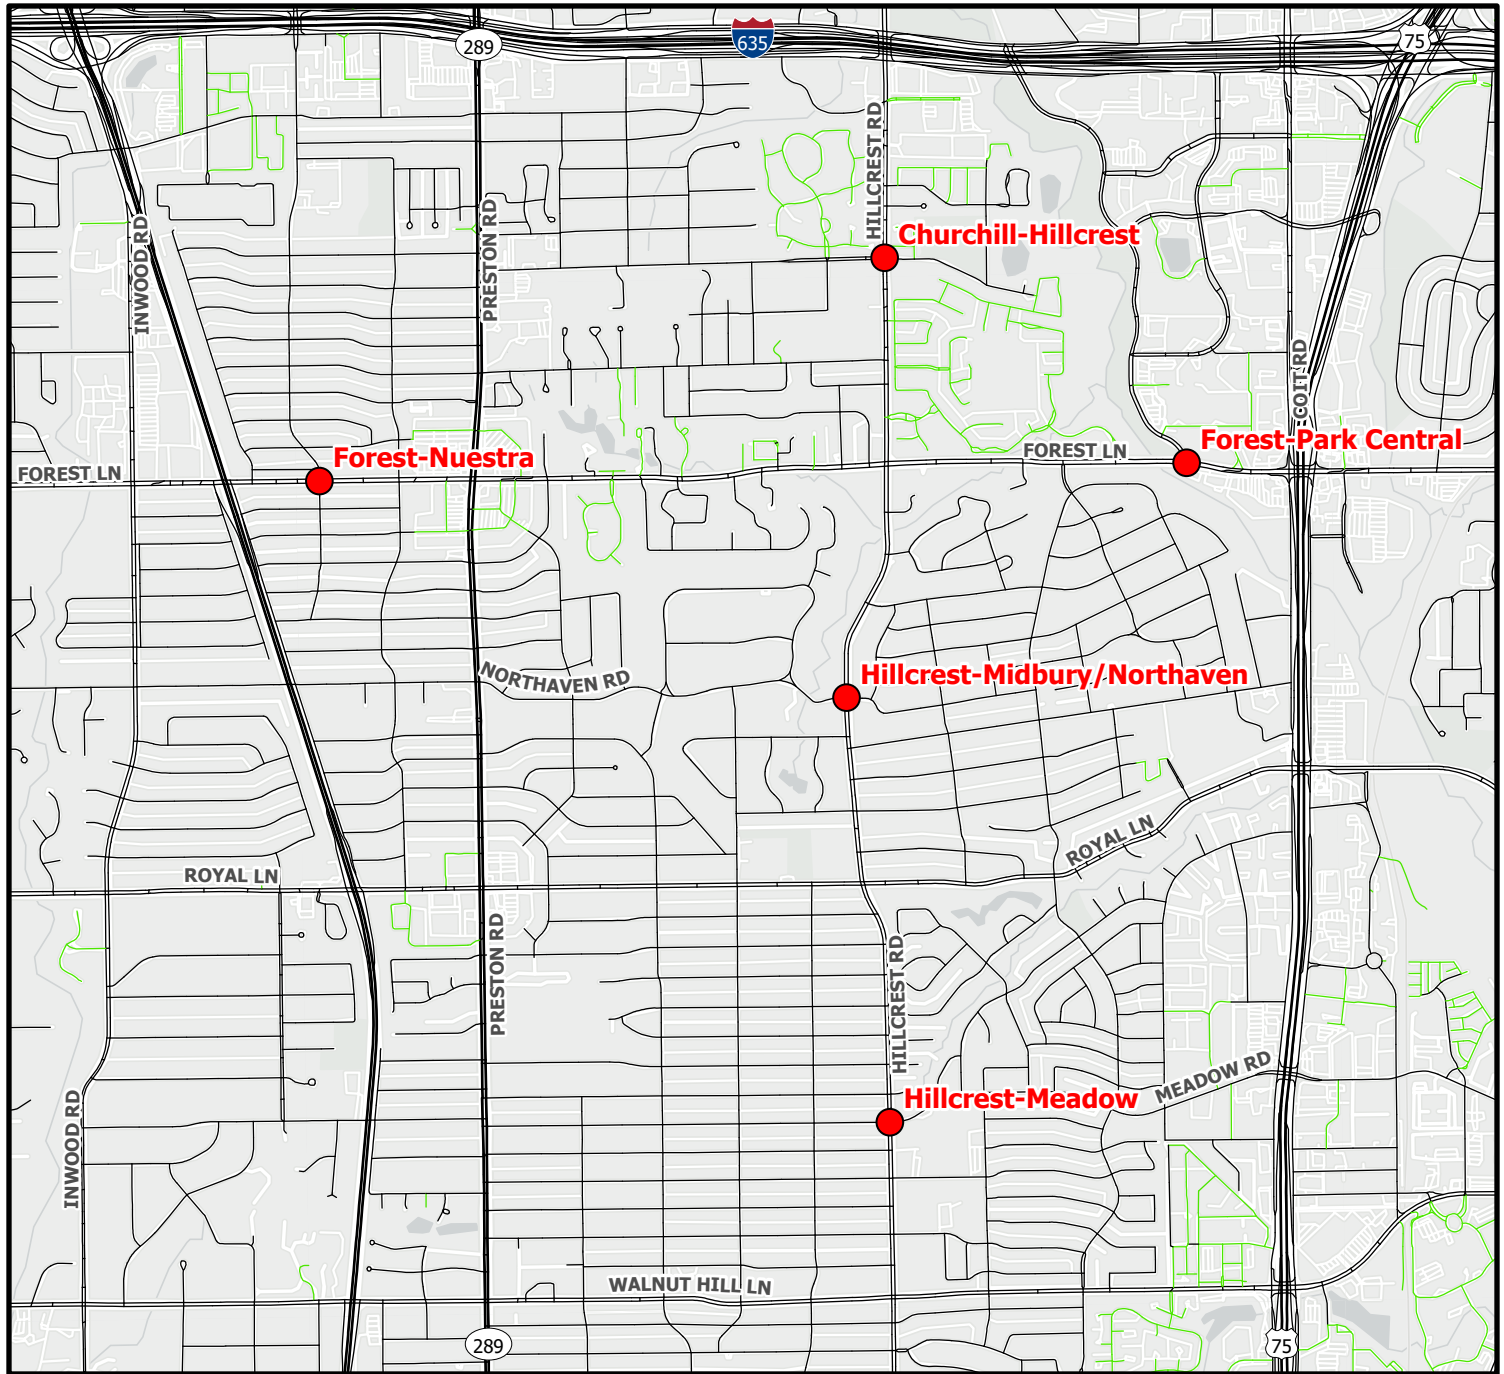 289
635
75
HILLCREST RD
INWOOD RD
PRESTON RD
Churchill-Hillcrest
COIT RD
Forest-Nuestra
Forest-Park Central
FOREST LN
FOREST LN
NORTHAVEN RD
Hillcrest-Midbury/Northaven
ROYAL LN
ROYAL LN
PRESTON RD
HILLCREST RD
MEADOW RD
Hillcrest-Meadow
INWOOD RD
WALNUT HILL LN
289
75